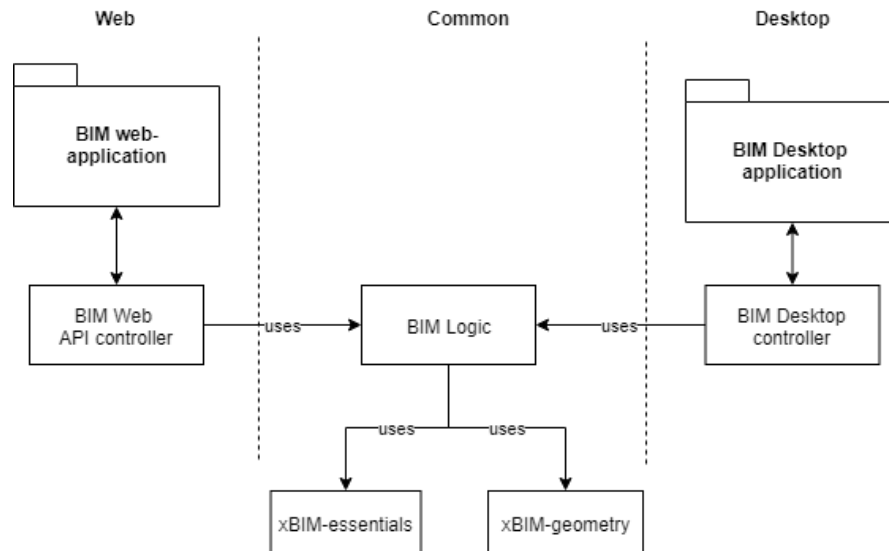 Web
Common
Desktop
BIM web-
application
BIM Desktop
application
BIM Web
API controller
uses
BIM Logic
uses
BIM Desktop
controller
uses
uses
xBIM-essentials
xBIM-geometry